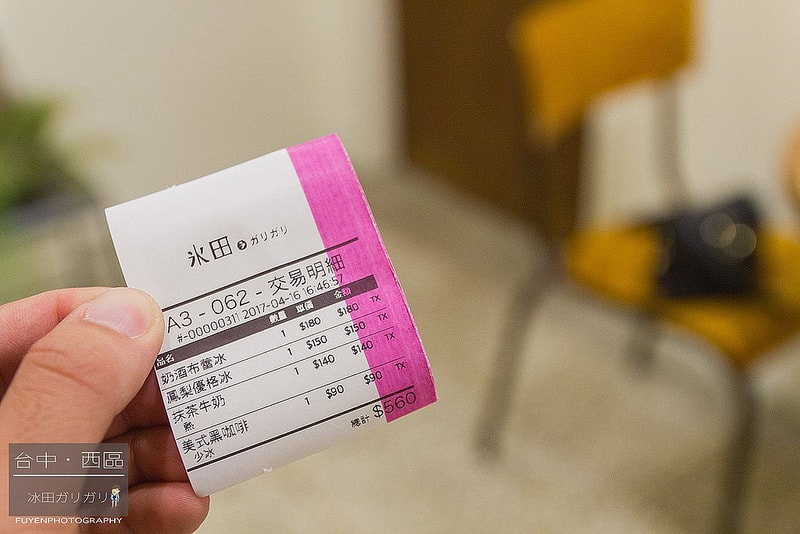 氷田 ガリガリ
A3 - 062 - 交易明細
#-00000311 2017-04-16 16:46:57
品名 數量 單價 金額
奶酒布蕾冰 1 $180 $180 TX
鳳梨優格冰 1 $150 $150 TX
抹茶牛奶 1 $140 $140 TX
熱
美式黑咖啡 1 $90 $90 TX
少冰
總計 $560
台中·西區
冰田ガリガリ
FUYENPHOTOGRAPHY